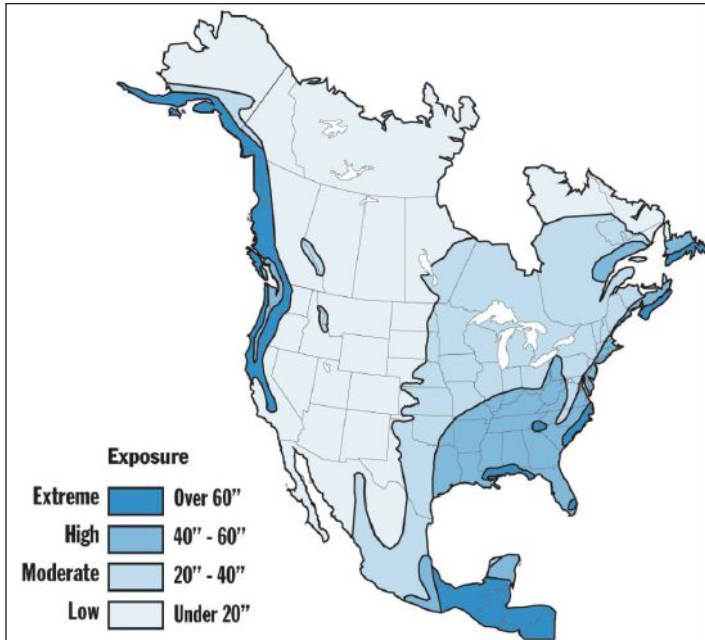 Exposure
Extreme Over 60”
High 40” - 60”
Moderate 20” - 40”
Low Under 20”